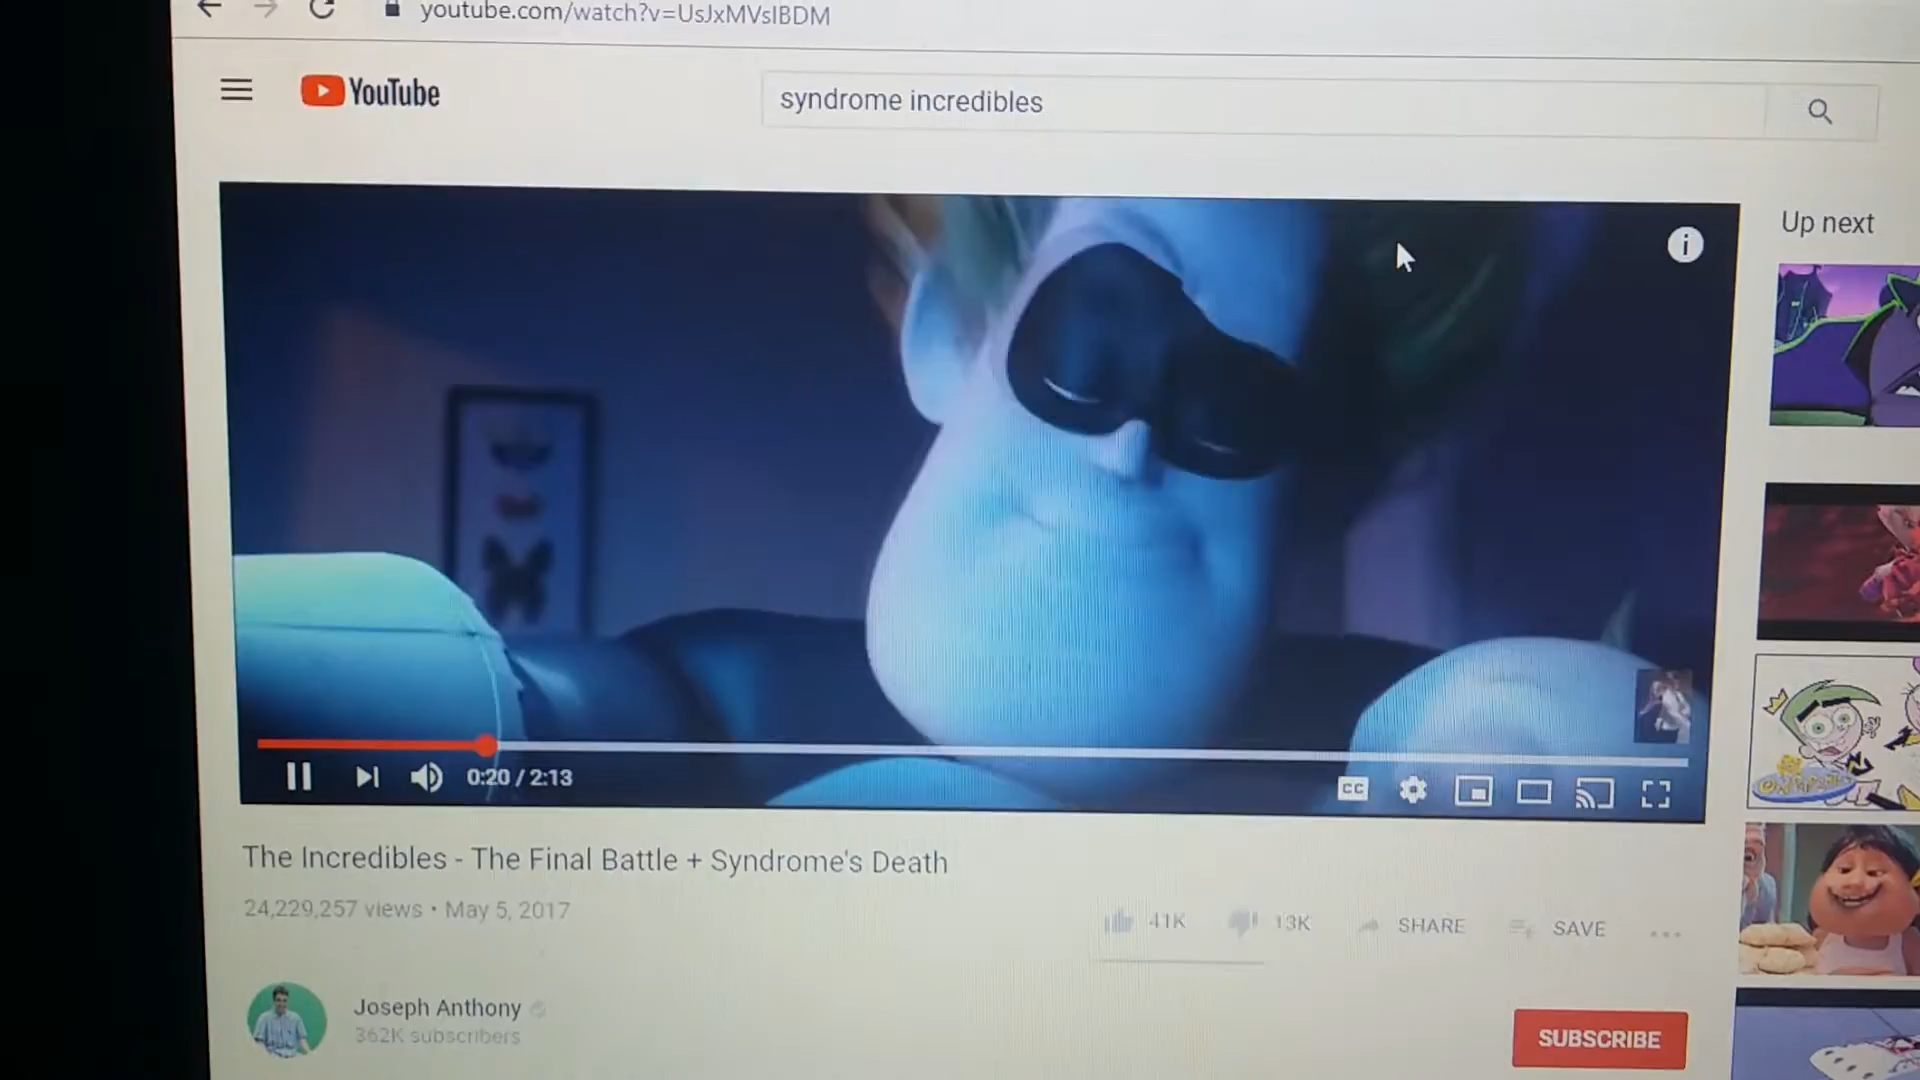 youtube.com/watch?v=UsJxMVsIBDM
YouTube
syndrome incredibles
Up next
0:20 / 2:13
CC
The Incredibles - The Final Battle + Syndrome's Death
24,229,257 views • May 5, 2017
41K
13K
SHARE
SAVE
Joseph Anthony
362K subscribers
SUBSCRIBE